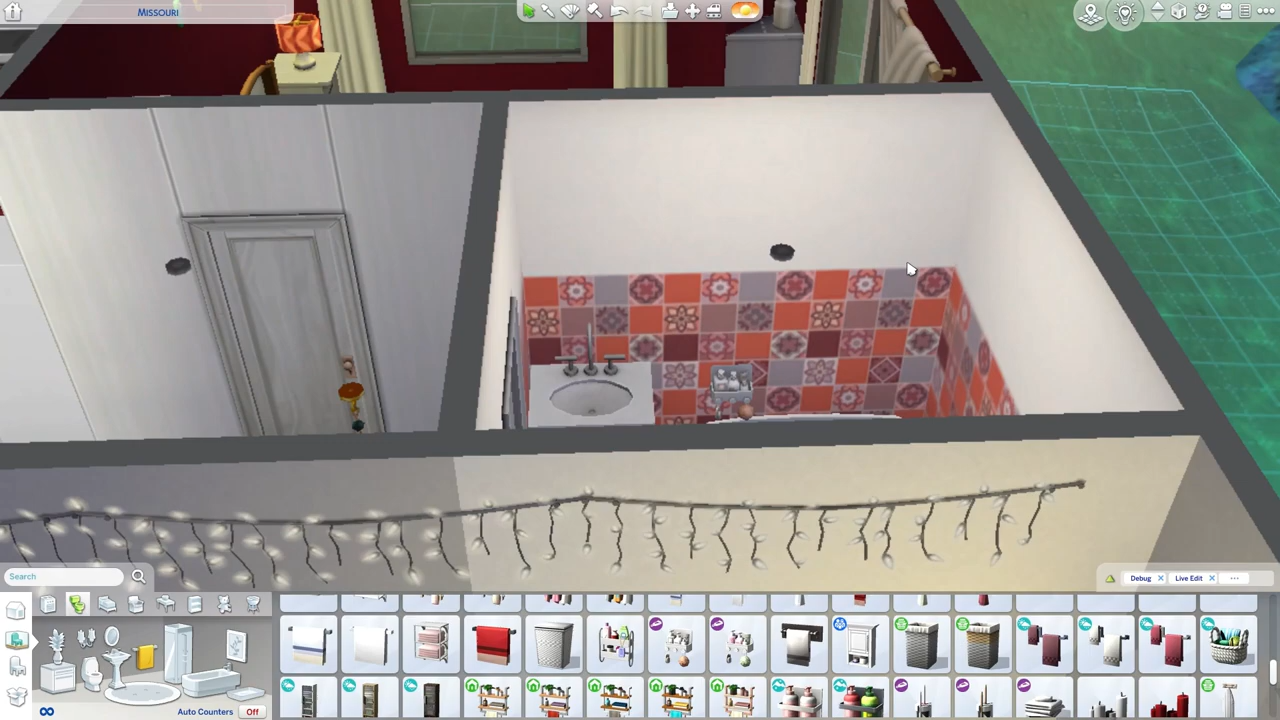 MISSOURI
Search
Debug
Live Edit
Auto Counters
Off